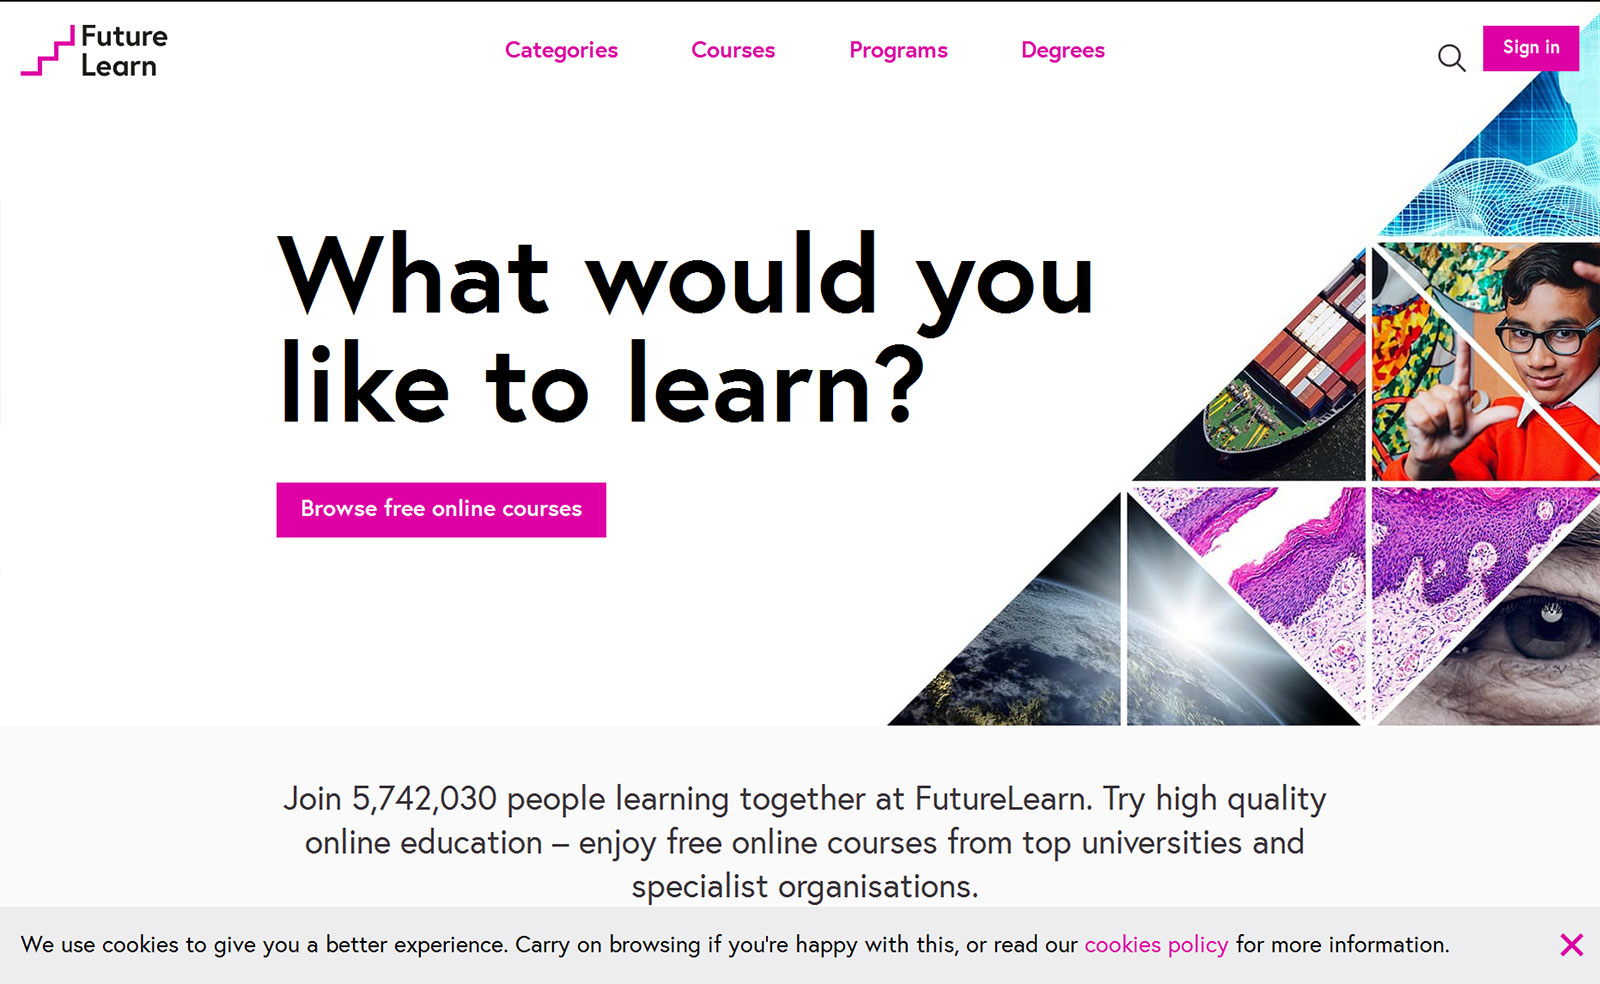 Future
Learn
Categories
Courses
Programs
Degrees
Sign in
What would you
like to learn?
Browse free online courses
Join 5,742,030 people learning together at FutureLearn. Try high quality
online education – enjoy free online courses from top universities and
specialist organisations.
We use cookies to give you a better experience. Carry on browsing if you're happy with this, or read our cookies policy for more information.